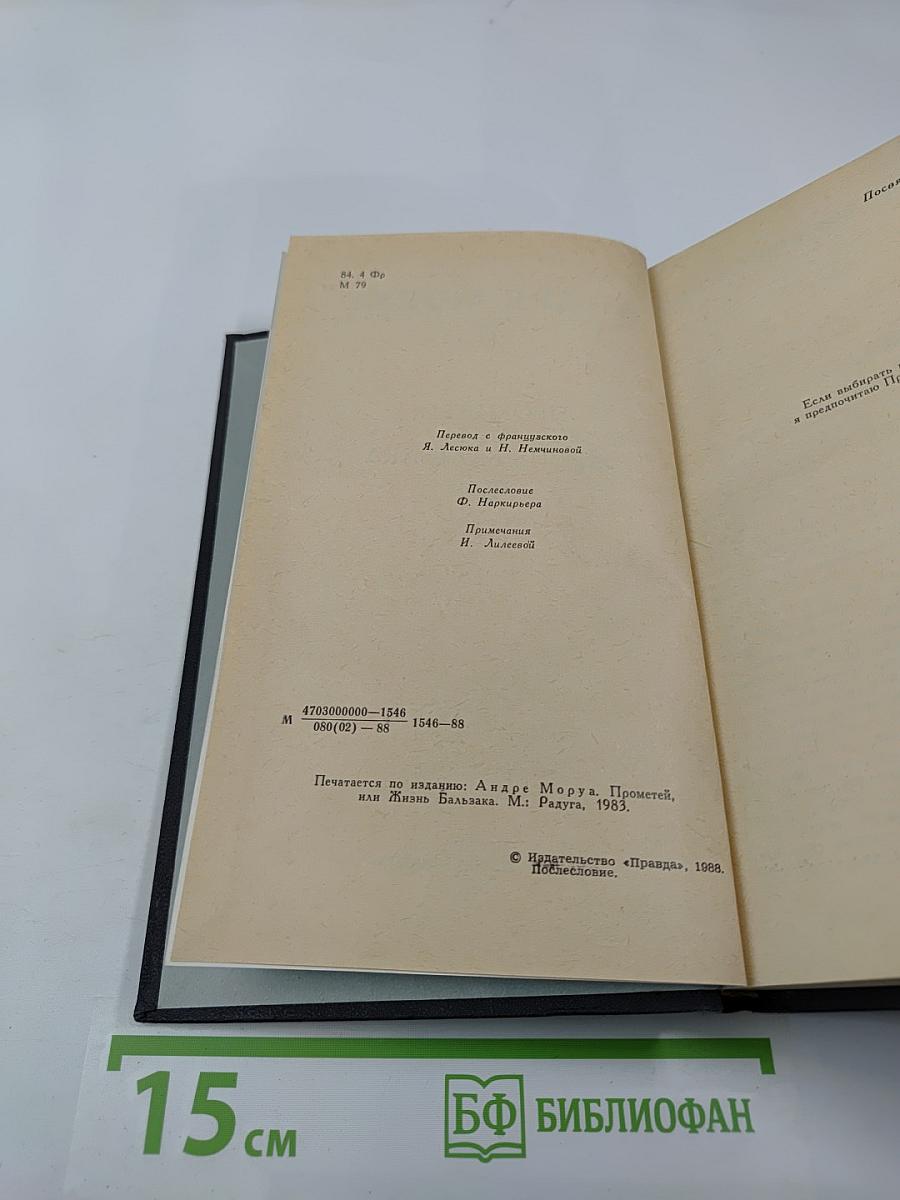 84. 4 Фр
М 79
Перевод с французского
Я. Лесюка и Н. Немчиновой
Послесловие
Ф. Наркирьера
Примечания
И. Лилеевой
М 4703000000—1546
080(02) — 88
1546—88
Печатается по изданию: Андре Моруа. Прометей,
или Жизнь Бальзака. М.: Радуга, 1983.
© Издательство «Правда», 1988.
Послесловие.
Если выбирать
я предпочитаю
15 см
БФ БИБЛИОФАН